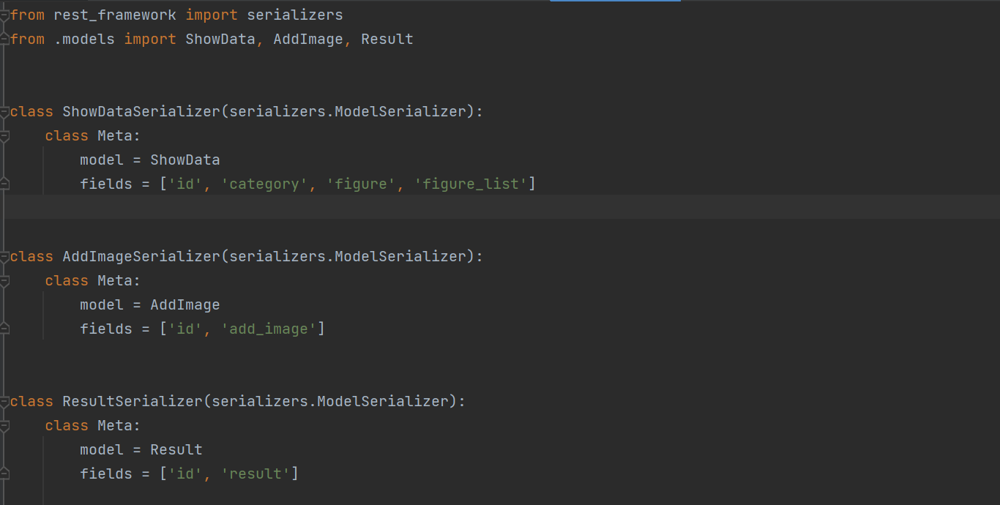 from rest_framework import serializers
from .models import ShowData, AddImage, Result
class ShowDataSerializer(serializers.ModelSerializer):
    class Meta:
        model = ShowData
        fields = ['id', 'category', 'figure', 'figure_list']
class AddImageSerializer(serializers.ModelSerializer):
    class Meta:
        model = AddImage
        fields = ['id', 'add_image']
class ResultSerializer(serializers.ModelSerializer):
    class Meta:
        model = Result
        fields = ['id', 'result']